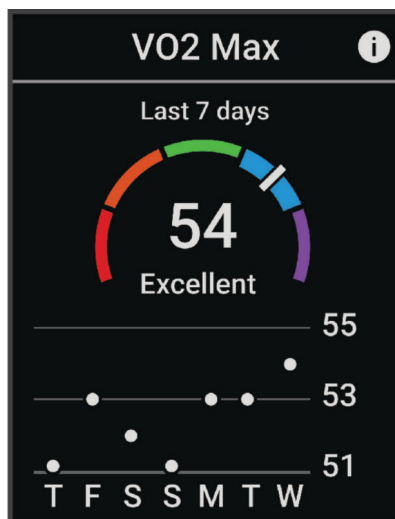 VO2 Max i
Last 7 days
54
Excellent
55
53
51
T F S S M T W